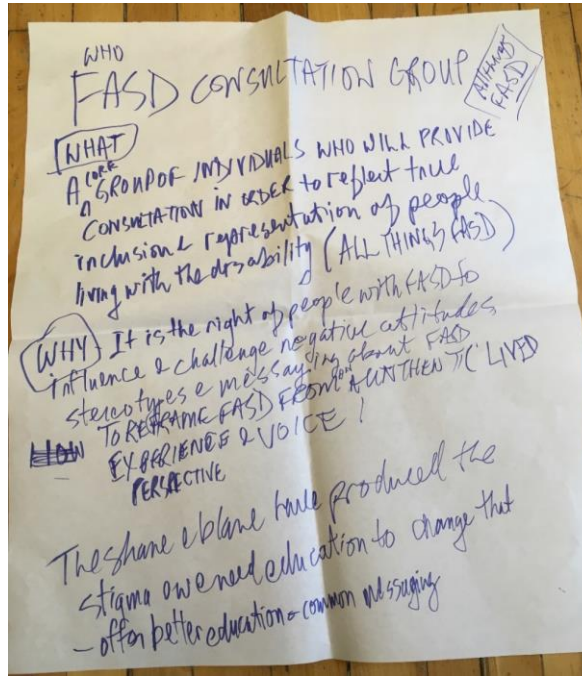 WHO
FASD CONSULTATION GROUP
All things
FASD
WHAT
A CORE GROUP OF INDIVIDUALS WHO WILL PROVIDE
CONSULTATION IN ORDER to reflect true
inclusion & representation of people
living with the disability (ALL THINGS FASD)
WHY It is the right of people with FASD to
influence & challenge negative attitudes
stereotypes & messaging about FASD
HOW TO REFRAME FASD FROM AUNTHENTIC LIVED
EXPERIENCE & VOICE !
PERSPECTIVE
The shame & blame have produced the
stigma & we need education to change that
- offer better education & common messaging